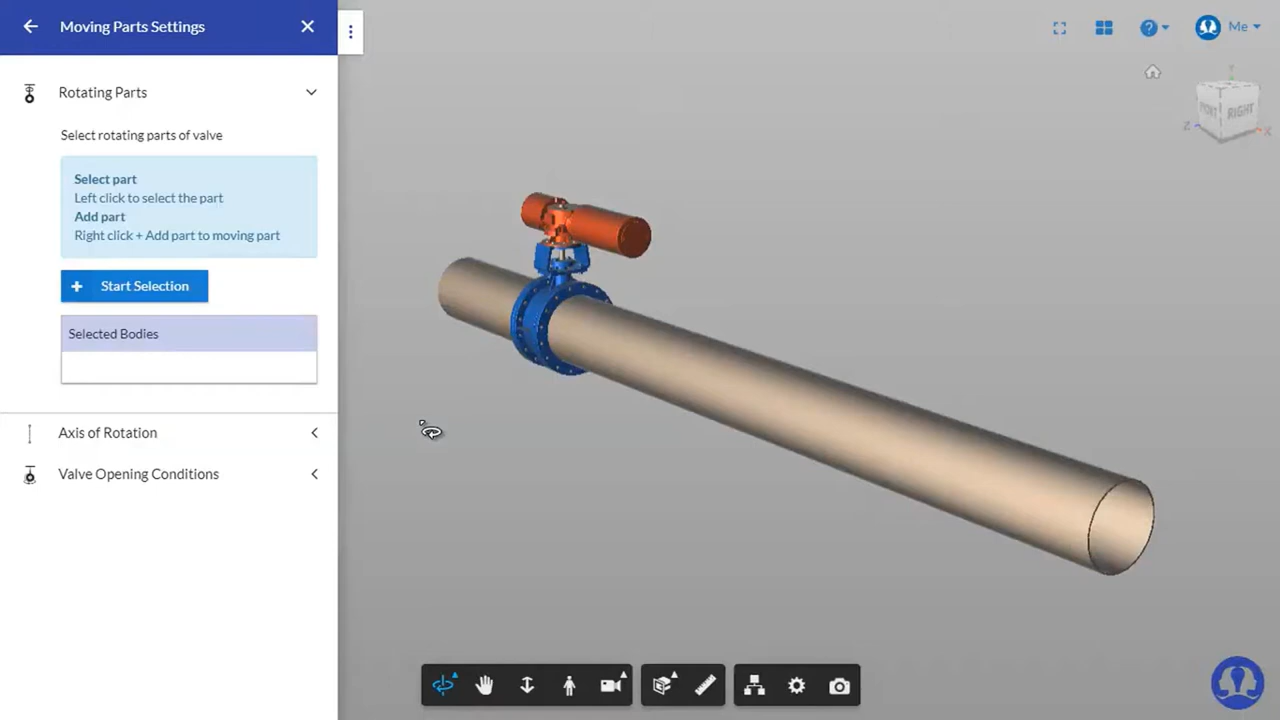 Moving Parts Settings
Me
Rotating Parts
Select rotating parts of valve
Select part
Left click to select the part
Add part
Right click + Add part to moving part
+ Start Selection
Selected Bodies
Axis of Rotation
Valve Opening Conditions
FRONT
RIGHT
Y
Z
X